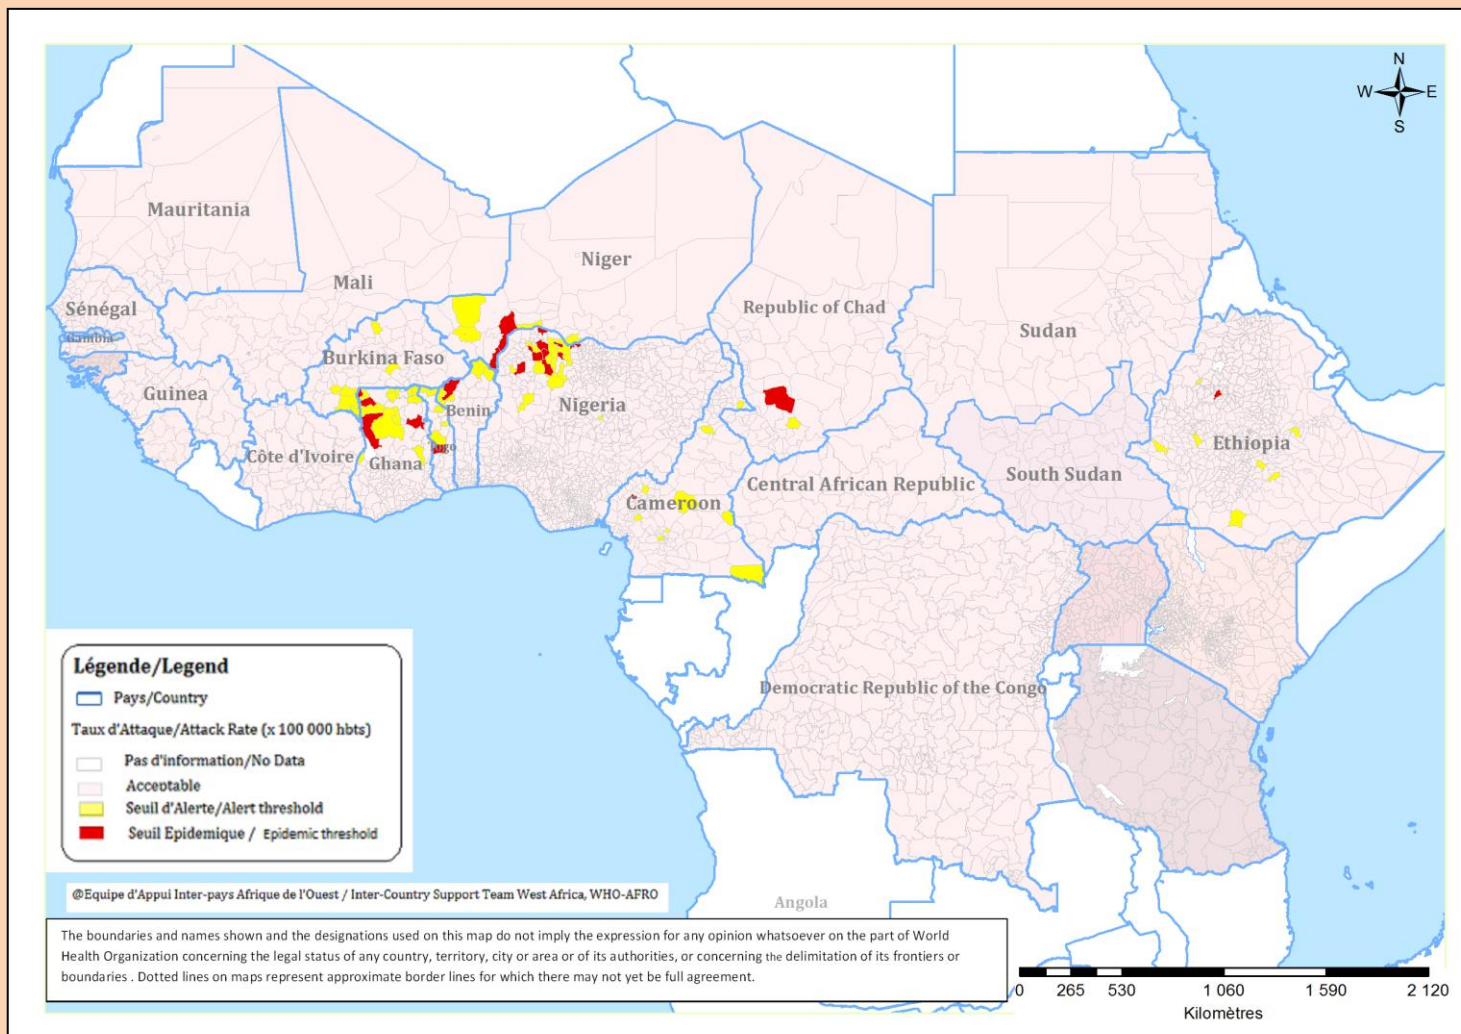 N
W E
S
Mauritania
Mali
Niger
Republic of Chad
Sudan
Sénégal
Gambia
Burkina Faso
Guinea
Benin
Nigeria
Togo
Côte d'Ivoire
Ghana
Ethiopia
South Sudan
Central African Republic
Cameroon
Democratic Republic of the Congo
Angola
Légende/Legend
Pays/Country
Taux d'Attaque/Attack Rate (x 100 000 hbts)
Pas d'information/No Data
Acceptable
Seuil d'Alerte/Alert threshold
Seuil Epidemique / Epidemic threshold
@Equipe d'Appui Inter-pays Afrique de l'Ouest / Inter-Country Support Team West Africa, WHO-AFRO
The boundaries and names shown and the designations used on this map do not imply the expression for any opinion whatsoever on the part of World
Health Organization concerning the legal status of any country, territory, city or area or of its authorities, or concerning the delimitation of its frontiers or
boundaries . Dotted lines on maps represent approximate border lines for which there may not yet be full agreement.
0 265 530 1 060 1 590 2 120
Kilomètres